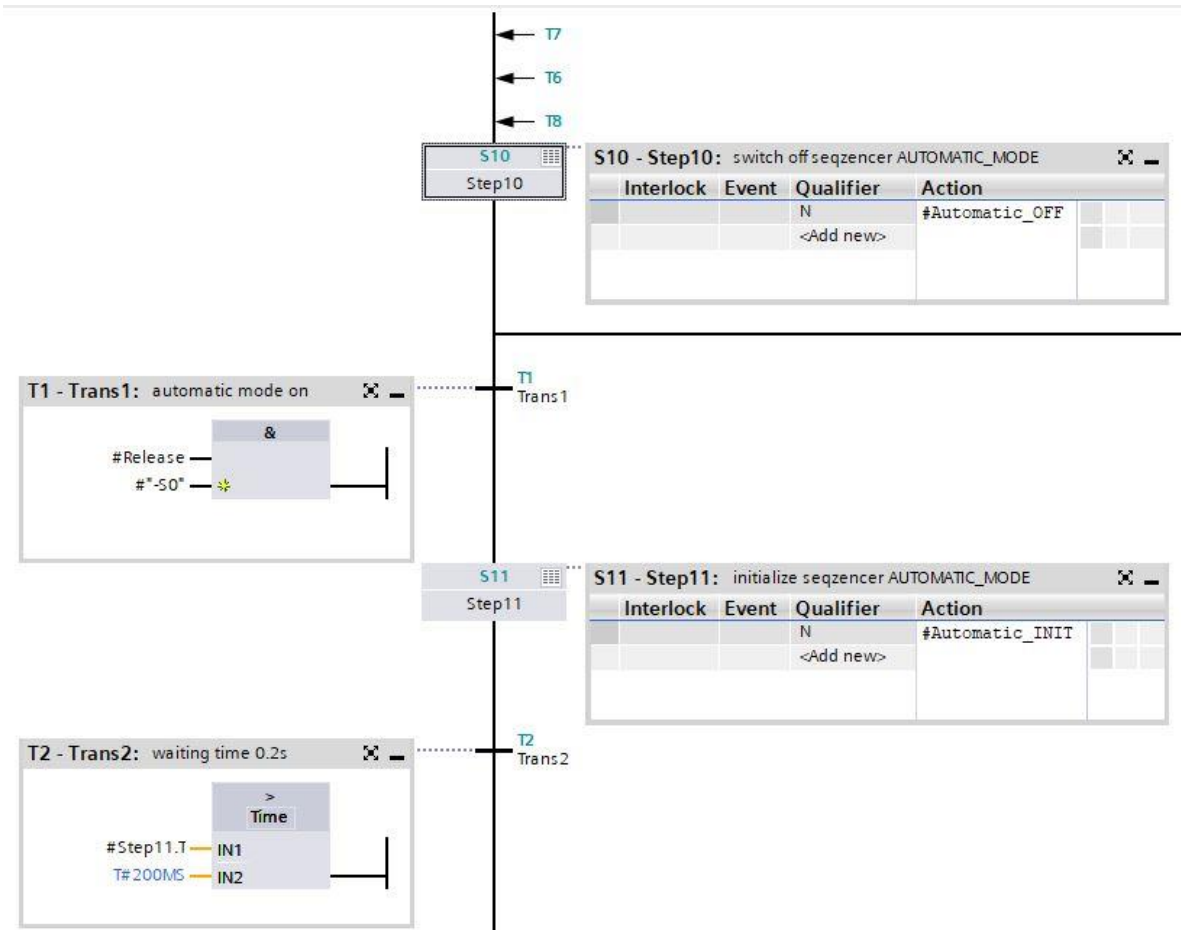 T7
T6
T8
S10
Step10
S10 - Step10: switch off seqzencer AUTOMATIC_MODE
Interlock Event Qualifier Action
N #Automatic_OFF
<Add new>
T1 - Trans1: automatic mode on
T1
Trans1
&
#Release
#"-S0"
S11
Step11
S11 - Step11: initialize seqzencer AUTOMATIC_MODE
Interlock Event Qualifier Action
N #Automatic_INIT
<Add new>
T2 - Trans2: waiting time 0.2s
T2
Trans2
>
Time
#Step11.T IN1
T#200MS IN2